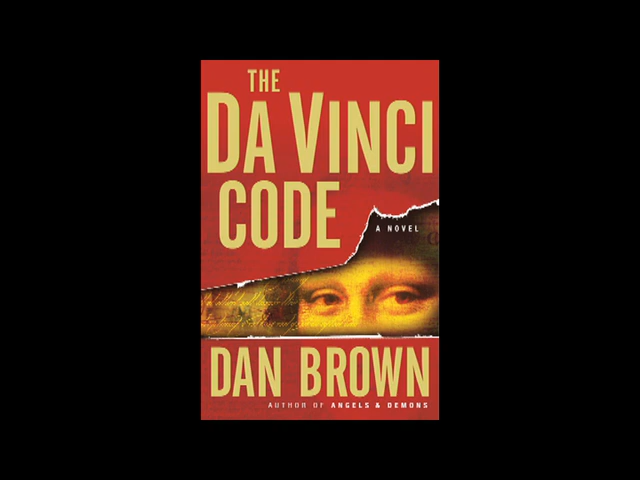 THE
DA VINCI
CODE
A NOVEL
DAN BROWN
AUTHOR OF ANGELS & DEMONS